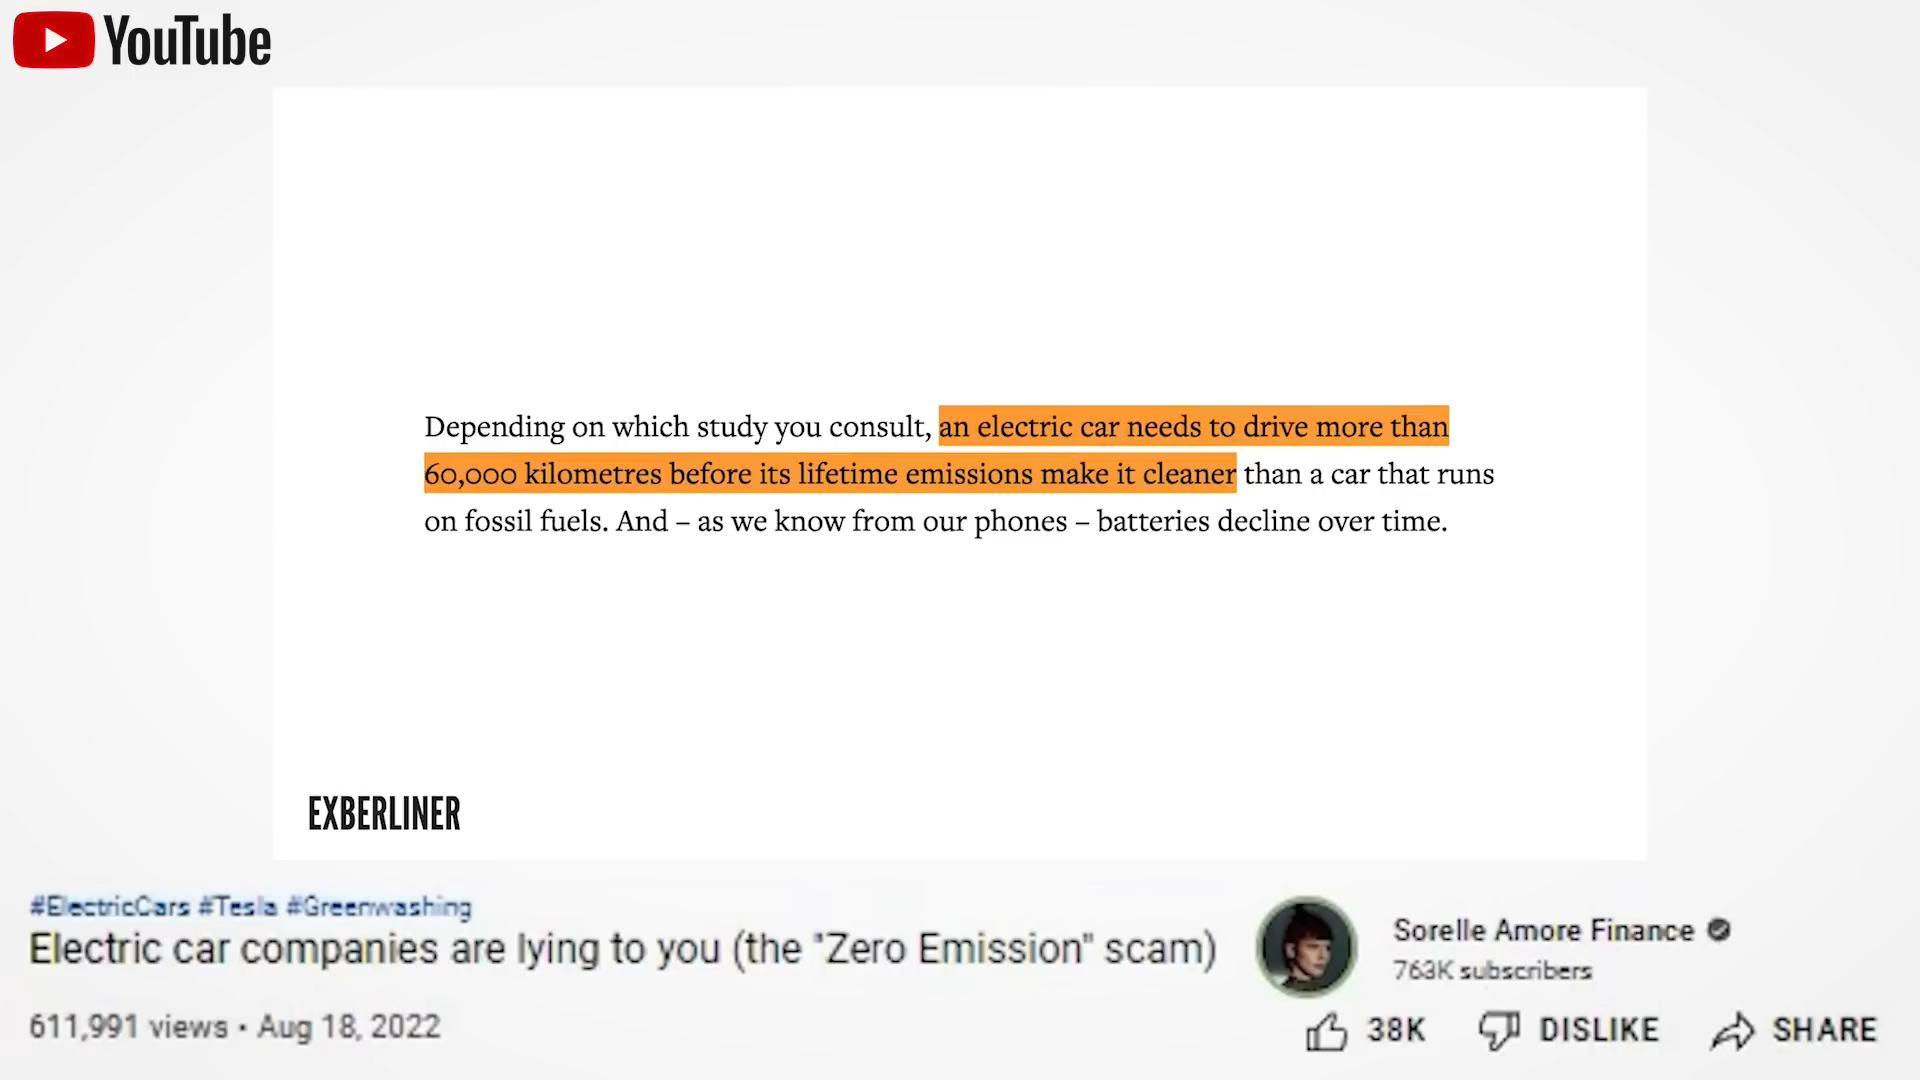 YouTube
Depending on which study you consult, an electric car needs to drive more than
60,000 kilometres before its lifetime emissions make it cleaner than a car that runs
on fossil fuels. And – as we know from our phones – batteries decline over time.
EXBERLINER
#ElectricCars #Tesla #Greenwashing
Electric car companies are lying to you (the "Zero Emission" scam)
611,991 views • Aug 18, 2022
Sorelle Amore Finance
763K subscribers
38K DISLIKE SHARE